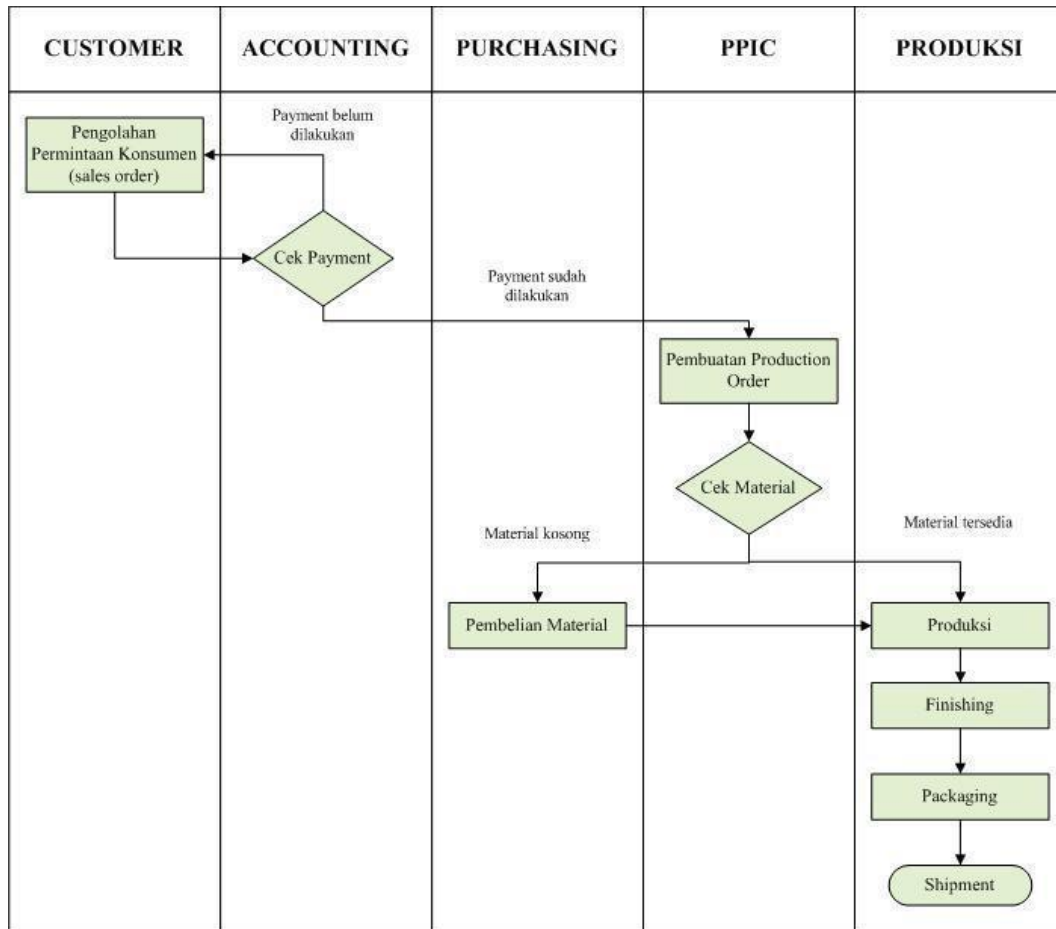 CUSTOMER
ACCOUNTING
PURCHASING
PPIC
PRODUKSI
Pengolahan
Permintaan Konsumen
(sales order)
Payment belum
dilakukan
Cek Payment
Payment sudah
dilakukan
Pembuatan Production
Order
Cek Material
Material kosong
Material tersedia
Pembelian Material
Produksi
Finishing
Packaging
Shipment